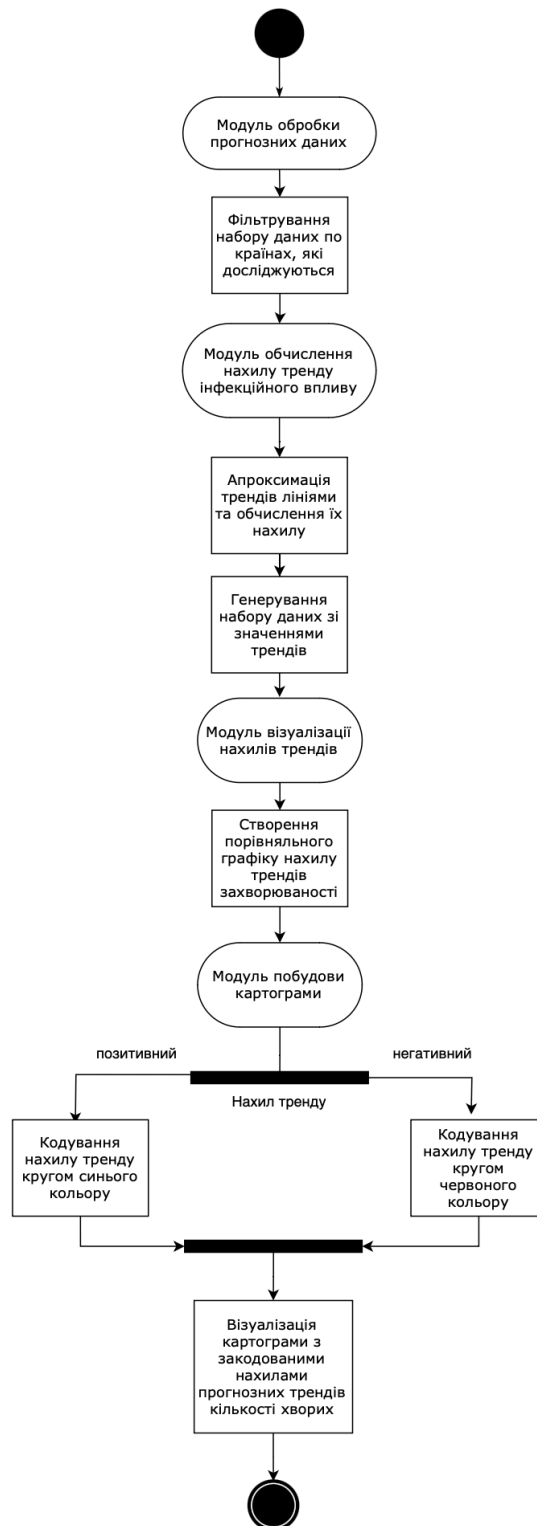 Модуль обробки
прогнозних даних
Фільтрування
набору даних по
країнах, які
досліджуються
Модуль обчислення
нахилу тренду
інфекційного впливу
Апроксимація
трендів лініями
та обчислення їх
нахилу
Генерування
набору даних зі
значеннями
трендів
Модуль візуалізації
нахилів трендів
Створення
порівняльного
графіку нахилу
трендів
захворюваності
Модуль побудови
картограми
позитивний
негативний
Нахил тренду
Кодування
нахилу тренду
кругом синього
кольору
Кодування
нахилу тренду
кругом
червоного
кольору
Візуалізація
картограми з
закодованими
нахилами
прогнозних трендів
кількості хворих